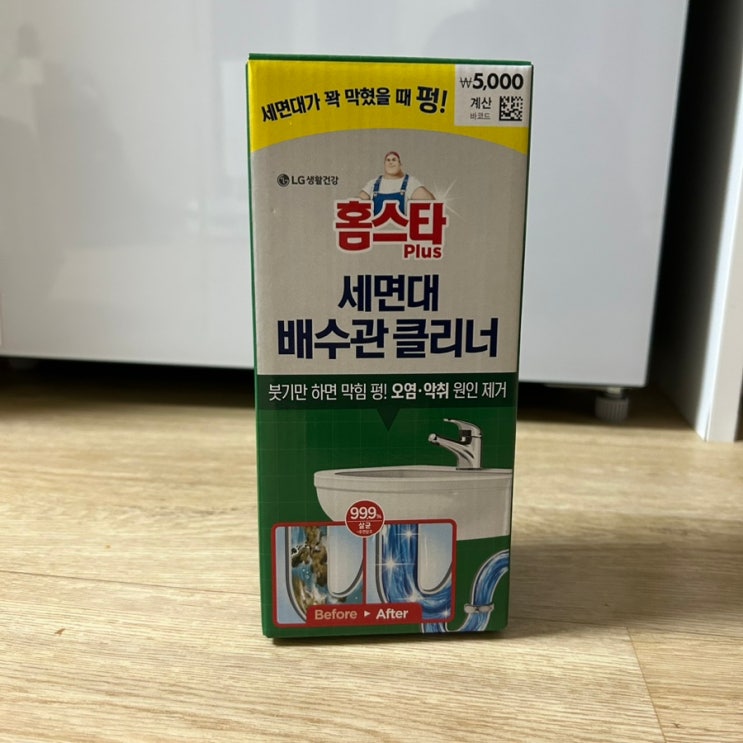 세면대가 꽉 막혔을 때 펑!
₩5,000
계산
바코드
LG생활건강
홈스타
Plus
세면대
배수관 클리너
붓기만 하면 막힘 펑! 오염·악취 원인 제거
99.9%
살균
Before ▶ After